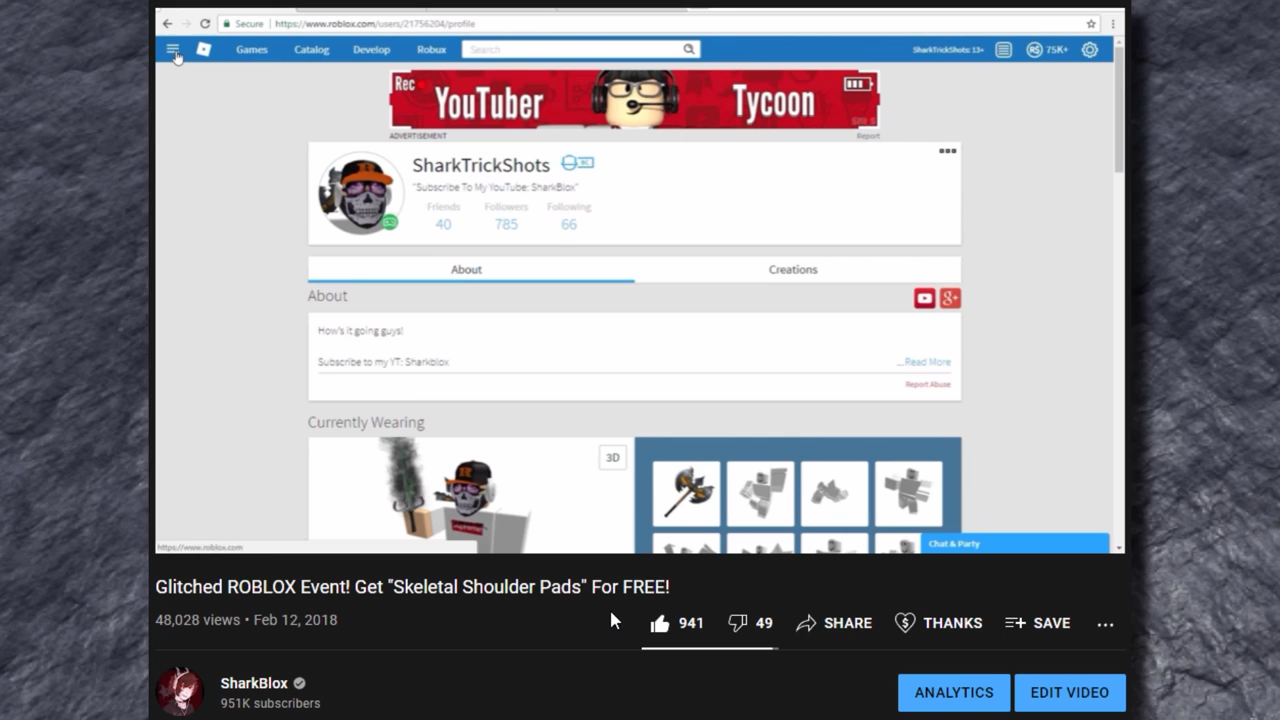 Secure https://www.roblox.com/users/21756204/profile
Games Catalog Develop Robux Search SharkTrickShots: 13+ R$ 75K+
Rec YouTuber Tycoon
ADVERTISEMENT Report
SharkTrickShots BC
"Subscribe To My YouTube: SharkBlox"
Friends Followers Following
40 785 66
About Creations
About
How's it going guys!
Subscribe to my YT: Sharkblox ...Read More
Report Abuse
Currently Wearing
3D
Chat & Party
https://www.roblox.com
Glitched ROBLOX Event! Get "Skeletal Shoulder Pads" For FREE!
48,028 views • Feb 12, 2018 941 49 SHARE THANKS SAVE
SharkBlox
951K subscribers
ANALYTICS EDIT VIDEO